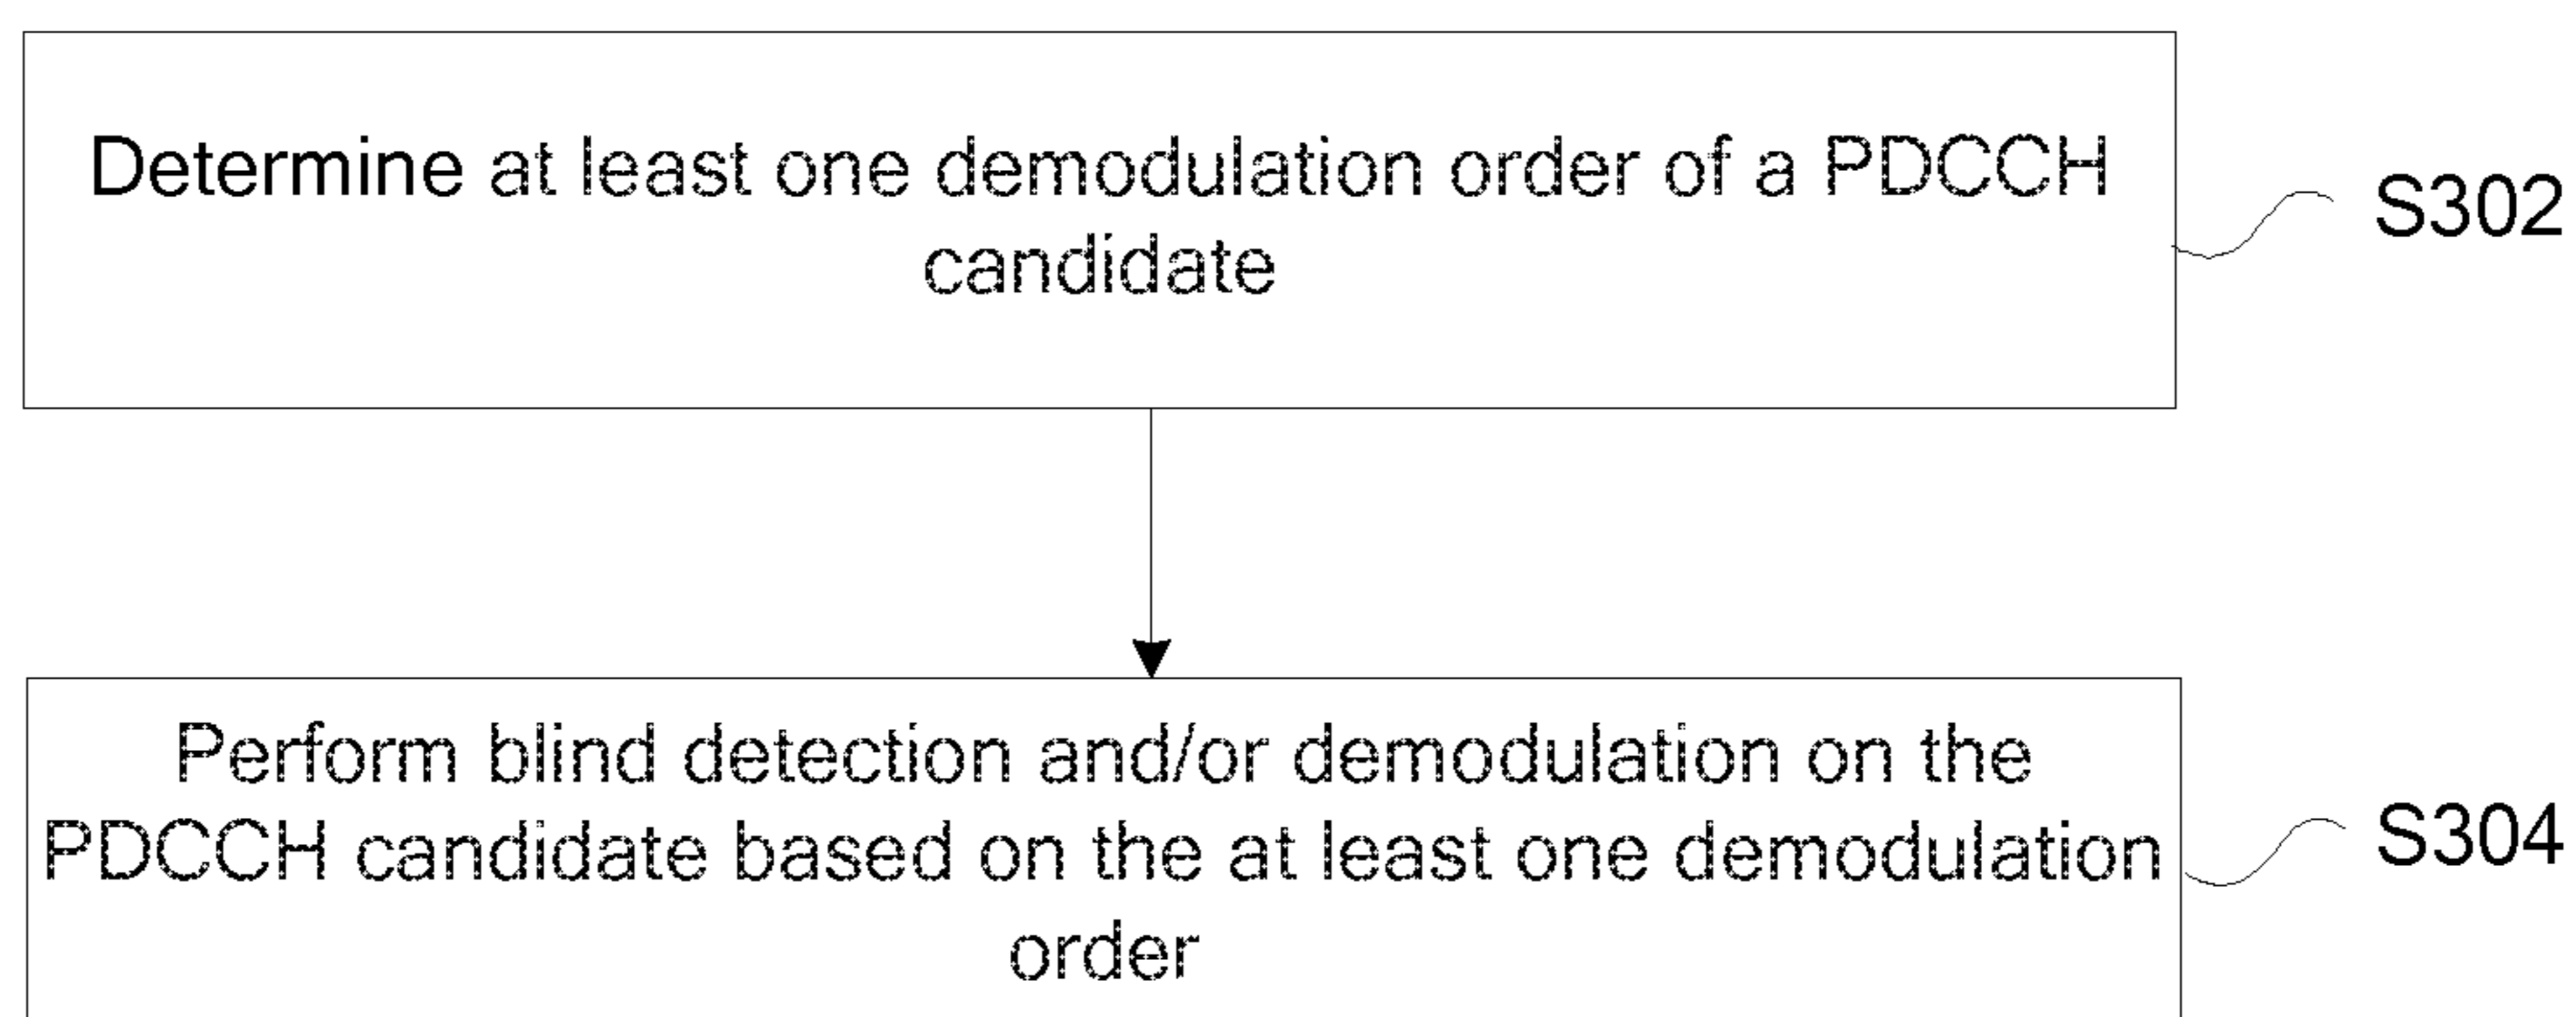 Determine at least one demodulation order of a PDCCH
candidate
S302
Perform blind detection and/or demodulation on the
PDCCH candidate based on the at least one demodulation
order
S304